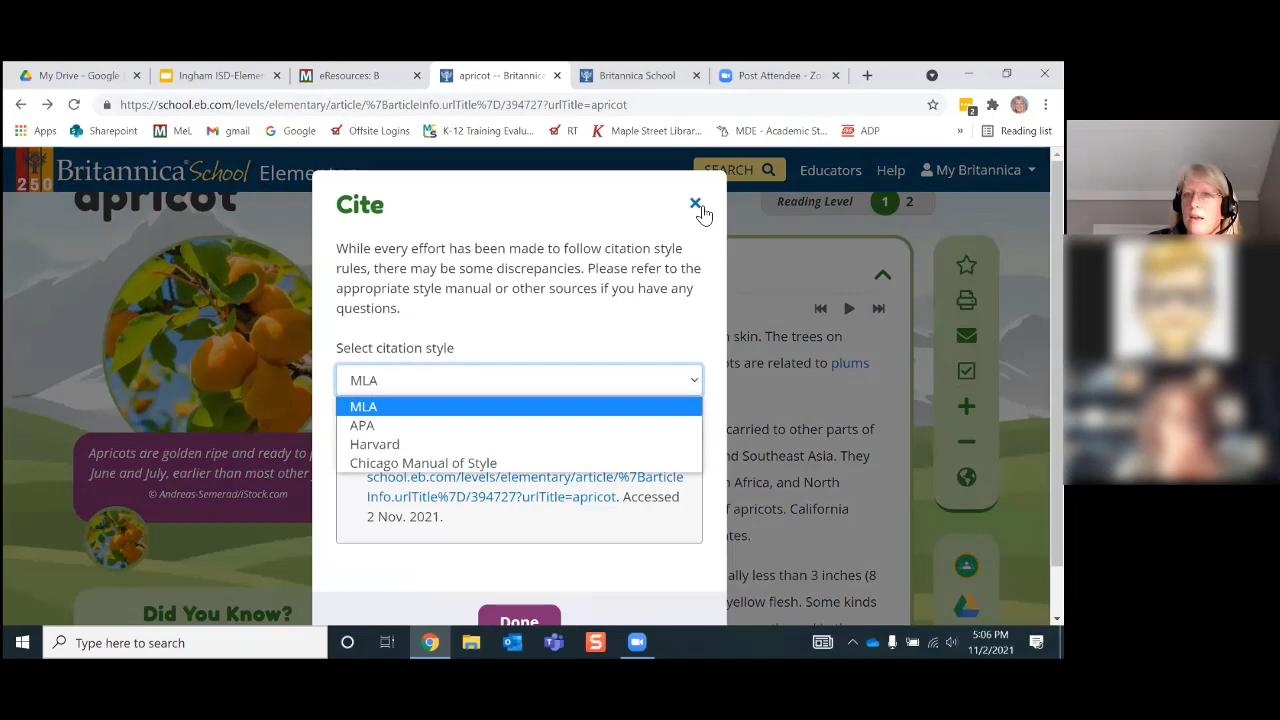 My Drive - Google
Ingham ISD-Elemen
eResources: B
apricot -- Britannica
Britannica School
Post Attendee - Zo
https://school.eb.com/levels/elementary/article/%7BarticleInfo.urlTitle%7D/394727?urlTitle=apricot
2
Apps
Sharepoint
MeL
gmail
Google
Offsite Logins
K-12 Training Evalu...
RT
Maple Street Librar...
MDE - Academic St...
ADP
»
Reading list
250
Britannica School Elemen
SEARCH
Educators
Help
My Britannica
apricot
Reading Level 1 2
Cite
While every effort has been made to follow citation style
rules, there may be some discrepancies. Please refer to the
appropriate style manual or other sources if you have any
questions.
Select citation style
MLA
MLA
APA
Harvard
Chicago Manual of Style
school.eb.com/levels/elementary/article/%7Barticle
Info.urlTitle%7D/394727?urlTitle=apricot. Accessed
2 Nov. 2021.
Done
Apricots are golden ripe and ready to
June and July, earlier than most other
© Andreas-Semerad/iStock.com
Did You Know?
skin. The trees on
ts are related to plums
carried to other parts of
nd Southeast Asia. They
n Africa, and North
f apricots. California
tes.
ally less than 3 inches (8
yellow flesh. Some kinds
Type here to search
5:06 PM
11/2/2021